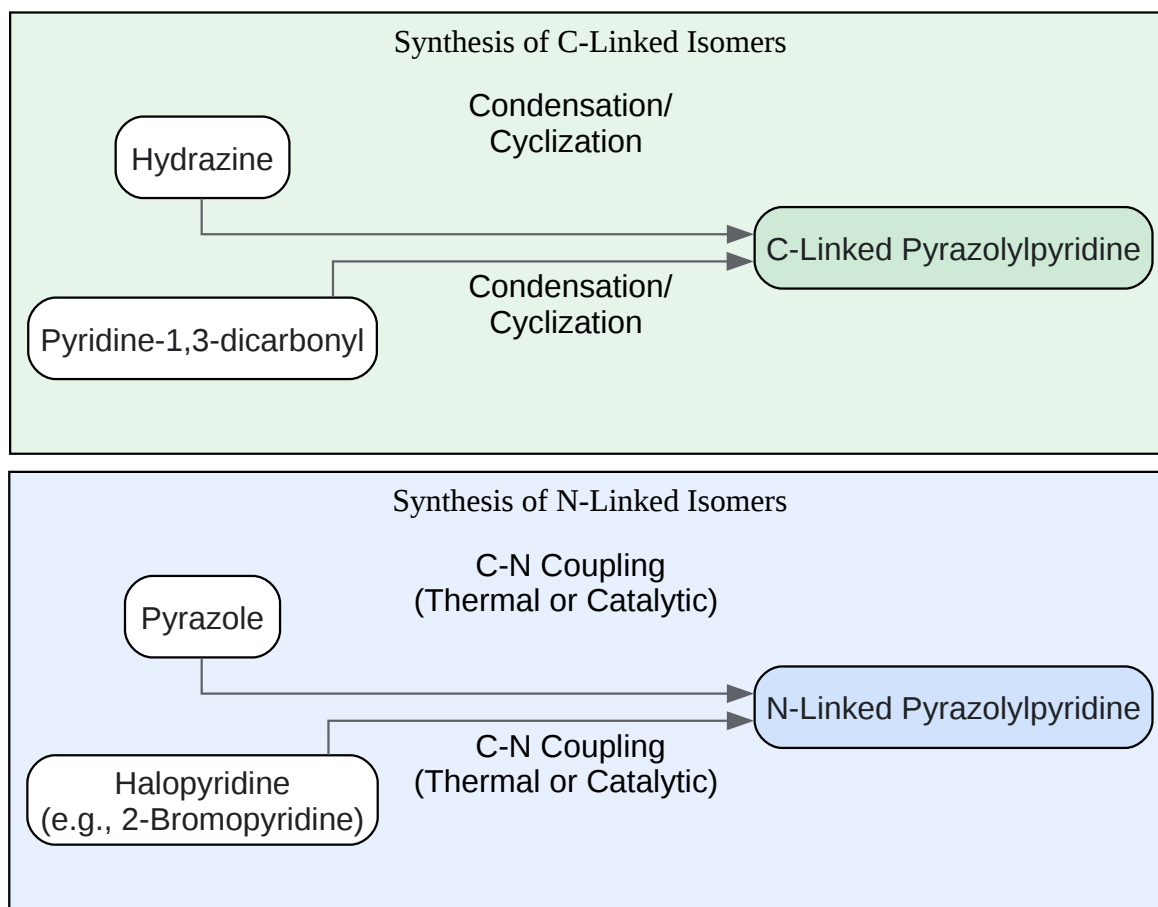 Synthesis of C-Linked Isomers
Condensation/
Cyclization
Hydrazine
C-Linked Pyrazolylpyridine
Condensation/
Cyclization
Pyridine-1,3-dicarbonyl
Synthesis of N-Linked Isomers
C-N Coupling
(Thermal or Catalytic)
Pyrazole
N-Linked Pyrazolylpyridine
C-N Coupling
(Thermal or Catalytic)
Halopyridine
(e.g., 2-Bromopyridine)